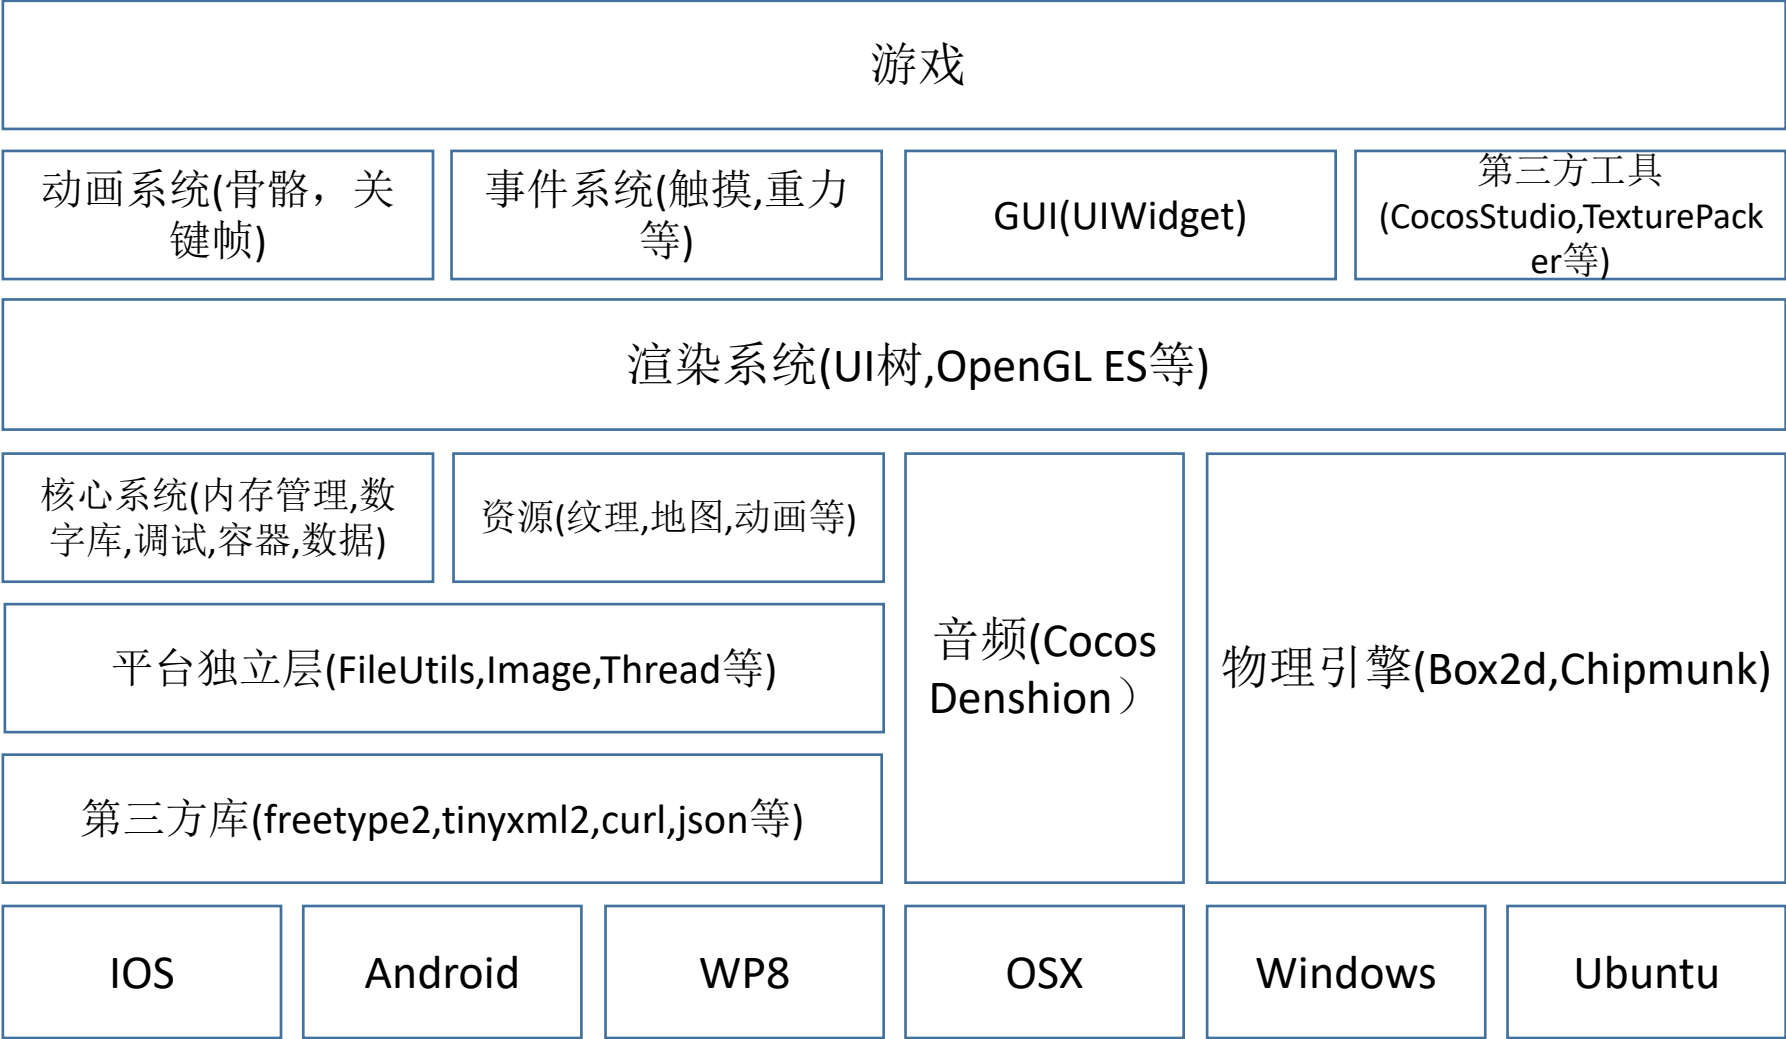 游戏
动画系统(骨骼，关
键帧)
事件系统(触摸,重力
等)
GUI(UIWidget)
第三方工具
(CocosStudio,TexturePack
er等)
渲染系统(UI树,OpenGL ES等)
核心系统(内存管理,数
字库,调试,容器,数据)
资源(纹理,地图,动画等)
音频(Cocos
Denshion）
物理引擎(Box2d,Chipmunk)
平台独立层(FileUtils,Image,Thread等)
第三方库(freetype2,tinyxml2,curl,json等)
IOS
Android
WP8
OSX
Windows
Ubuntu